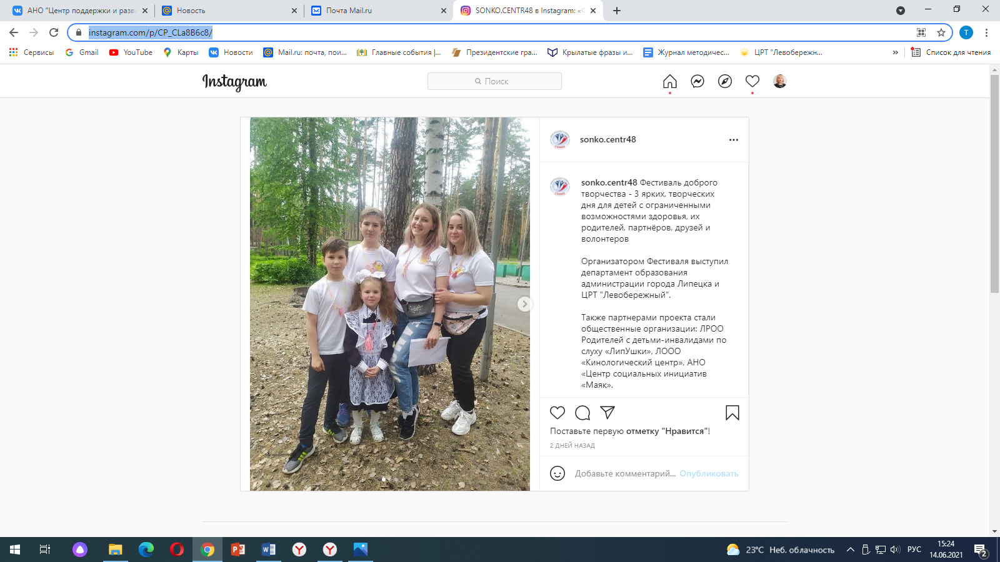 АНО "Центр поддержки и разви
Новость
Почта Mail.ru
SONKO.CENTR48 в Instagram: «Ф
instagram.com/p/CP_CLa8B6c8/
T
Сервисы
Gmail
YouTube
Карты
Новости
Mail.ru: почта, пои...
Главные события |...
Президентские гра...
Крылатые фразы и...
Журнал методичес...
ЦРТ "Левобережн...
»
Список для чтения
Instagram
Поиск
sonko.centr48
sonko.centr48 Фестиваль доброго
творчества - 3 ярких, творческих
дня для детей с ограниченными
возможностями здоровья, их
родителей, партнёров, друзей и
волонтеров
Организатором Фестиваля выступил
департамент образования
администрации города Липецка и
ЦРТ "Левобережный".
Также партнерами проекта стали
общественные организации: ЛРОО
Родителей с детьми-инвалидами по
слуху «ЛипУшки», ЛООО
«Кинологический центр», АНО
«Центр социальных инициатив
«Маяк».
Поставьте первую отметку "Нравится"!
2 ДНЕЙ НАЗАД
Добавьте комментарий... Опубликовать
23°C Неб. облачность
РУС
15:24
14.06.2021
2